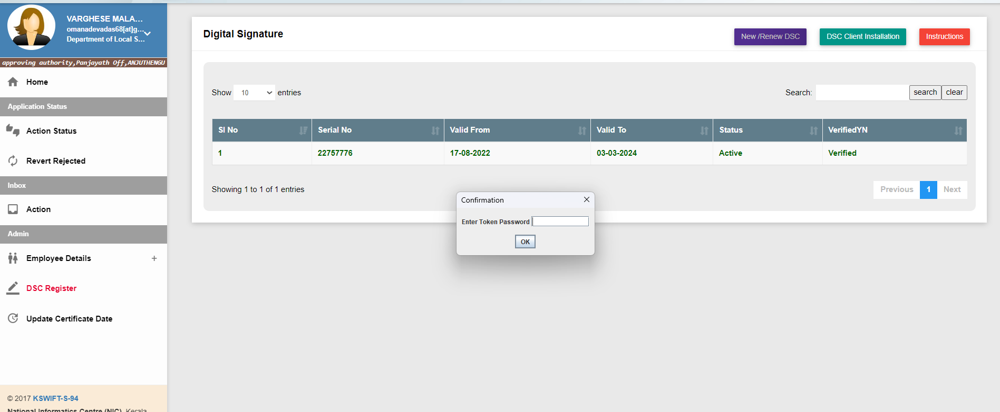 VARGHESE MALA...
omanadevadas68[at]g...
Department of Local S...
approving authority,Panjayath Off,ANJUTHENGU
Home
Application Status
Action Status
Revert Rejected
Inbox
Action
Admin
Employee Details +
DSC Register
Update Certificate Date
© 2017 KSWIFT-S-94
National Informatics Centre (NIC), Kerala
Digital Signature
New /Renew DSC
DSC Client Installation
Instructions
Show 10 entries
Search: search clear
Sl No Serial No Valid From Valid To Status VerifiedYN
1 22757776 17-08-2022 03-03-2024 Active Verified
Showing 1 to 1 of 1 entries
Previous 1 Next
Confirmation
Enter Token Password
OK